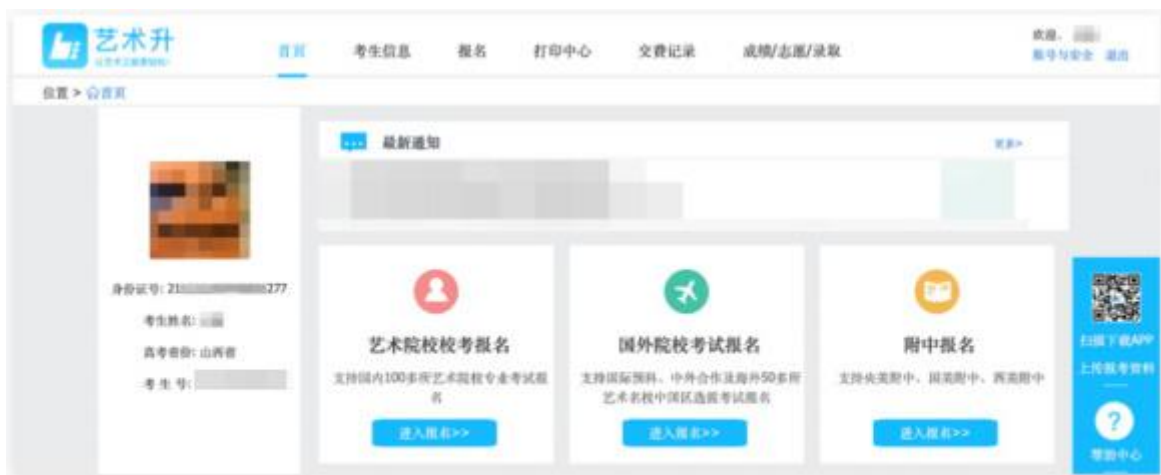 艺术升
首页 考生信息 报名 打印中心 交费记录 成绩/志愿/录取
欢迎,
账号与安全 退出
位置 > 首页
最新通知
更多>
身份证号: 21 277
考生姓名:
高考省份: 山西省
考 生 号:
艺术院校校考报名
支持国内100多所艺术院校专业考试报
名
进入报名>>
国外院校考试报名
支持国际预科、中外合作及海外50多所
艺术名校中国区选拔考试报名
进入报名>>
附中报名
支持央美附中、国美附中、西美附中
进入报名>>
扫描下载APP
上传报考资料
?
帮助中心